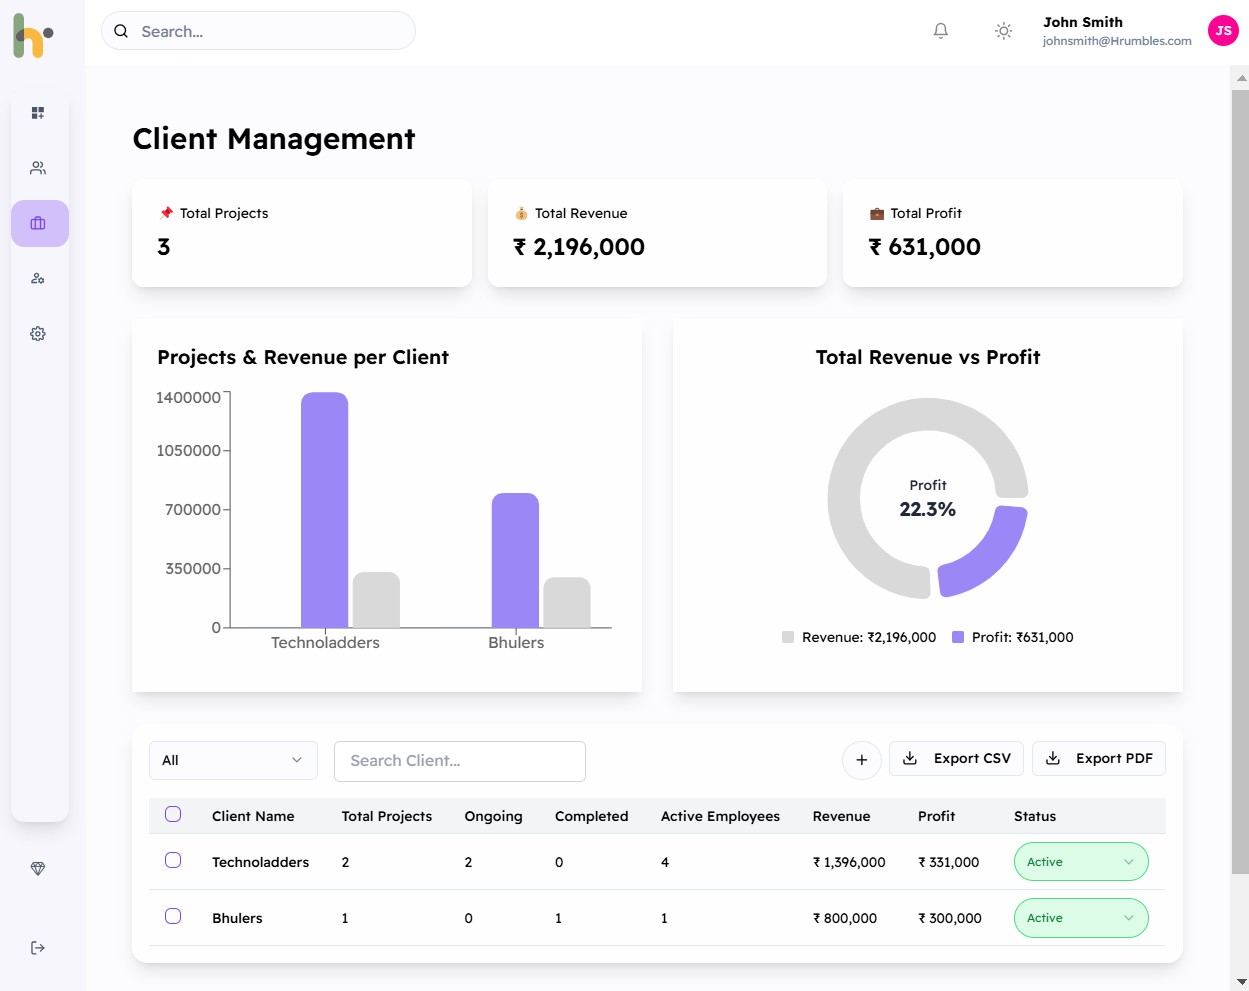 Search...
John Smith
johnsmith@Hrumbles.com
JS
Client Management
Total Projects
3
Total Revenue
₹ 2,196,000
Total Profit
₹ 631,000
Projects & Revenue per Client
1400000
1050000
700000
350000
0
Technoladders
Bhulers
Total Revenue vs Profit
Profit
22.3%
Revenue: ₹2,196,000
Profit: ₹631,000
All
Search Client...
+
Export CSV
Export PDF
Client Name Total Projects Ongoing Completed Active Employees Revenue Profit Status
Technoladders 2 2 0 4 ₹ 1,396,000 ₹ 331,000 Active
Bhulers 1 0 1 1 ₹ 800,000 ₹ 300,000 Active